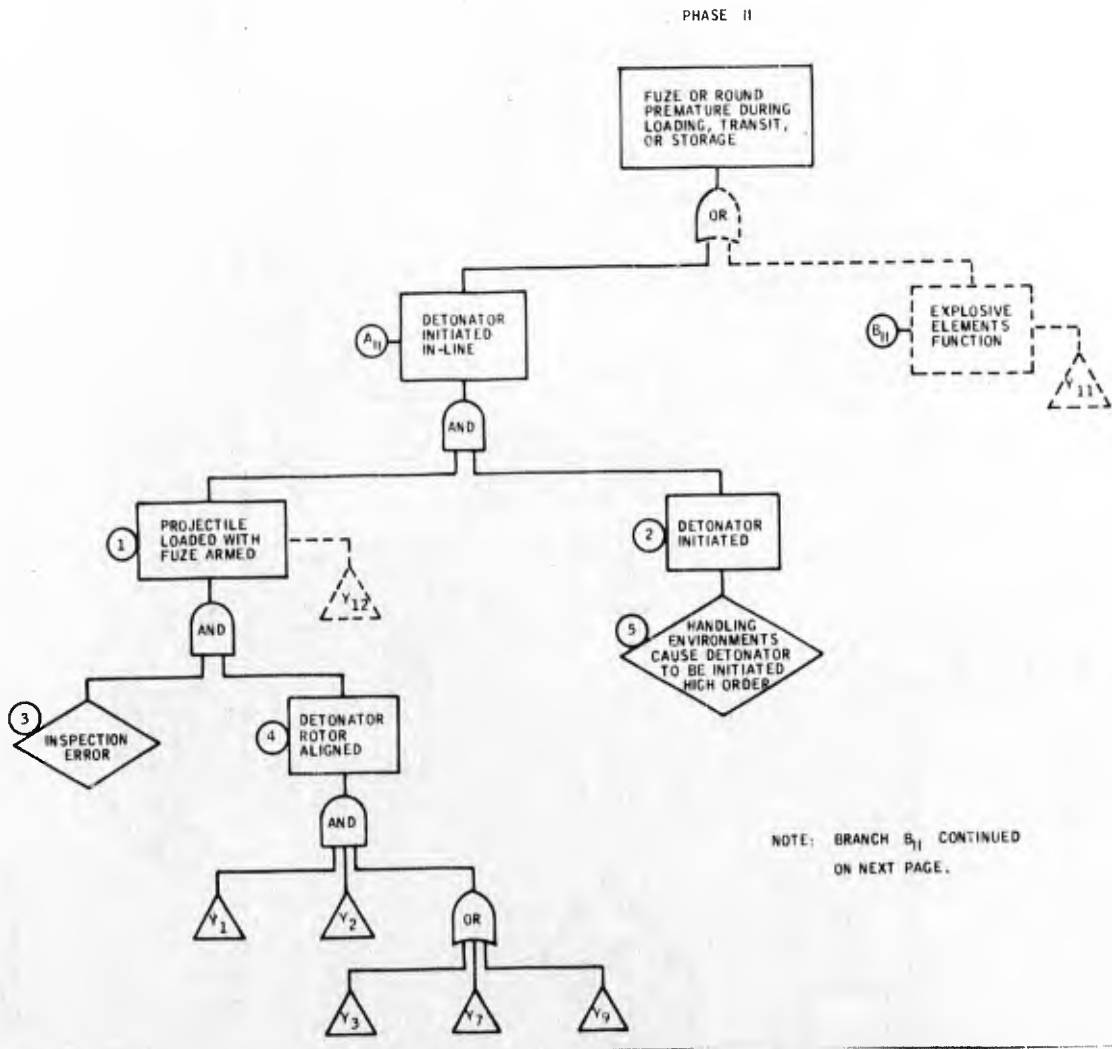 PHASE II
FUZE OR ROUND
PREMATURE DURING
LOADING, TRANSIT,
OR STORAGE
OR
A_II
DETONATOR
INITIATED
IN-LINE
B_II
EXPLOSIVE
ELEMENTS
FUNCTION
Y_11
AND
1
PROJECTILE
LOADED WITH
FUZE ARMED
Y_12
2
DETONATOR
INITIATED
AND
5
HANDLING
ENVIRONMENTS
CAUSE DETONATOR
TO BE INITIATED
HIGH ORDER
3
INSPECTION
ERROR
4
DETONATOR
ROTOR
ALIGNED
AND
NOTE: BRANCH B_II CONTINUED
ON NEXT PAGE.
Y_1
Y_2
OR
Y_3
Y_7
Y_9